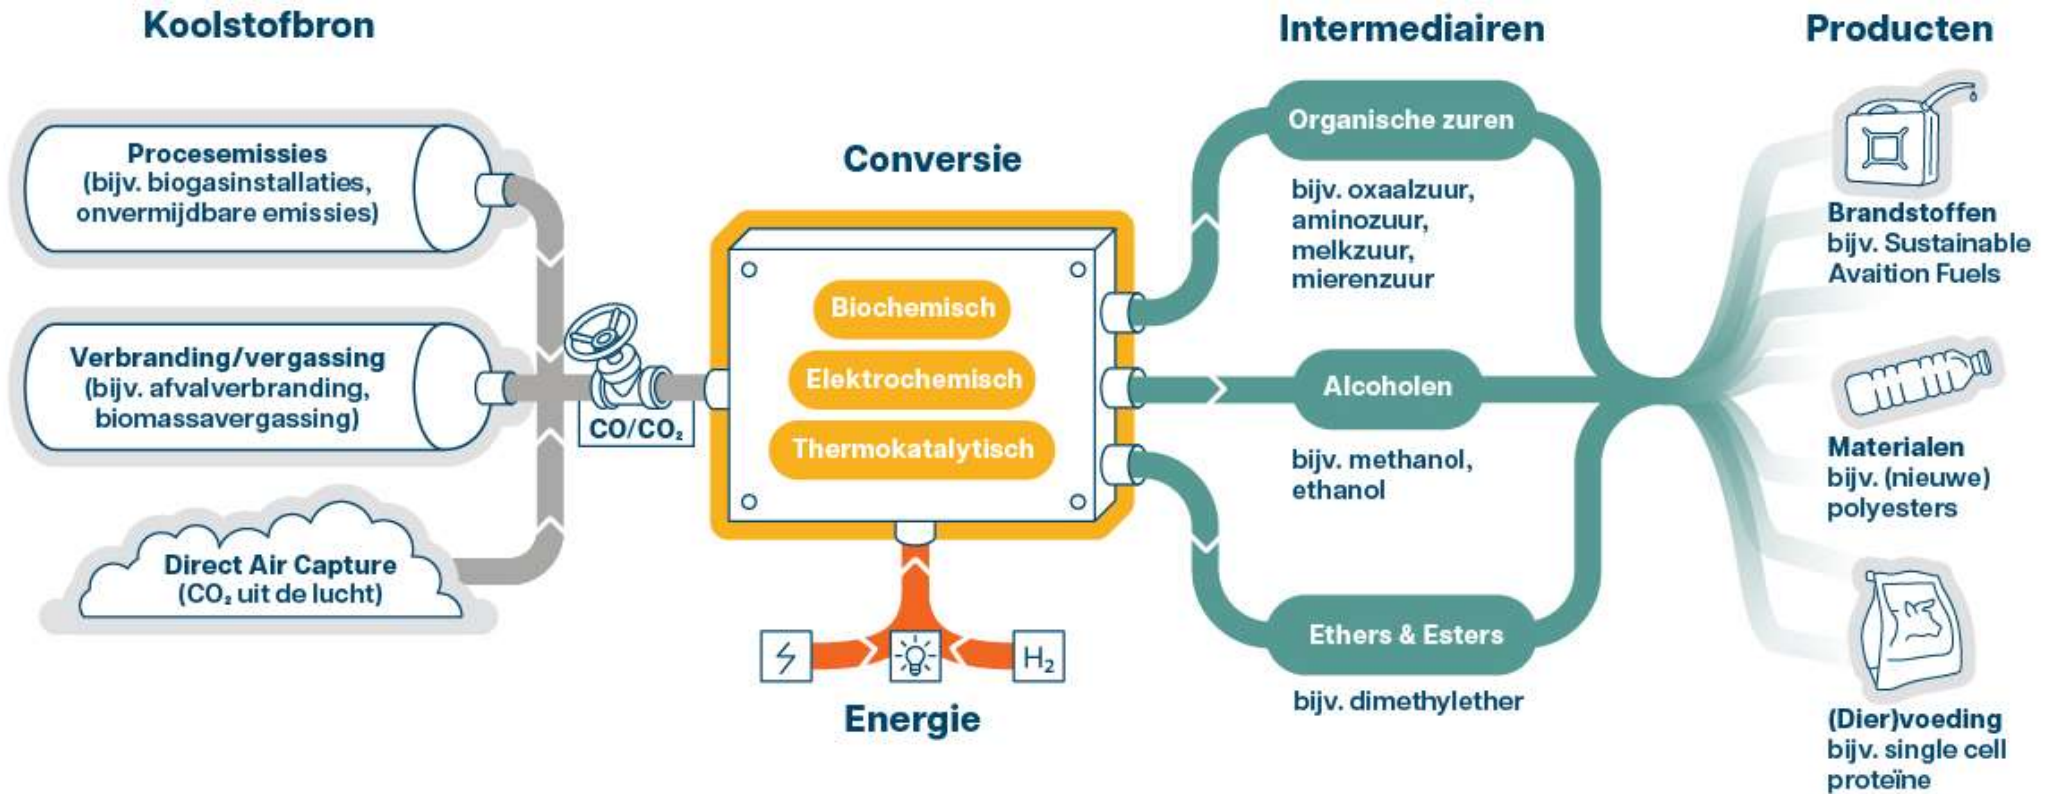 Koolstofbron
Procesemissies
(bijv. biogasinstallaties,
onvermijdbare emissies)
Verbranding/vergassing
(bijv. afvalverbranding,
biomassavergassing)
Direct Air Capture
(CO₂ uit de lucht)
CO/CO₂
Conversie
Biochemisch
Elektrochemisch
Thermokatalytisch
H₂
Energie
Intermediairen
Organische zuren
bijv. oxaalzuur,
aminozuur,
melkzuur,
mierenzuur
Alcoholen
bijv. methanol,
ethanol
Ethers & Esters
bijv. dimethylether
Producten
Brandstoffen
bijv. Sustainable
Avaition Fuels
Materialen
bijv. (nieuwe)
polyesters
(Dier)voeding
bijv. single cell
proteïne